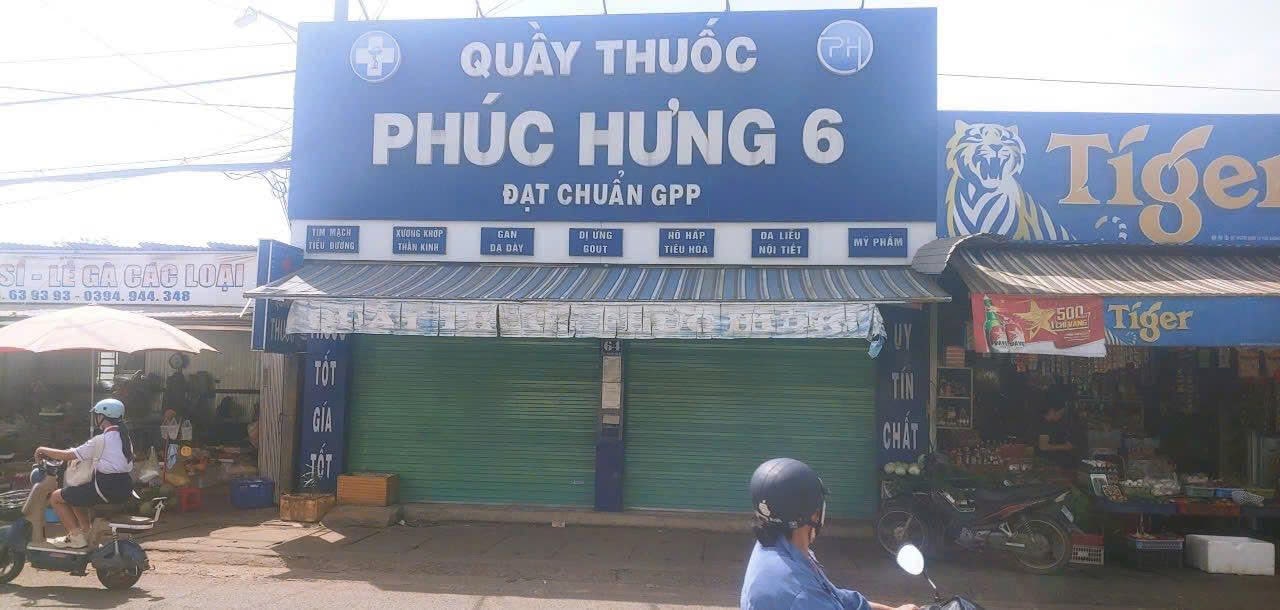 QUẦY THUỐC
PH
PHÚC HƯNG 6
ĐẠT CHUẨN GPP
TIM MẠCH
TIỂU ĐƯỜNG
XƯƠNG KHỚP
THẦN KINH
GAN
DẠ DÀY
DỊ ỨNG
GOUT
HÔ HẤP
TIÊU HÓA
DA LIỄU
NỘI TIẾT
MỸ PHẨM
Tiger
SỈ - LẺ GÀ CÁC LOẠI
63 93 93 - 0394. 944. 348
500
Tiger
64
THUỐC
TỐT
GIÁ
TỐT
UY
TÍN
CHẤT